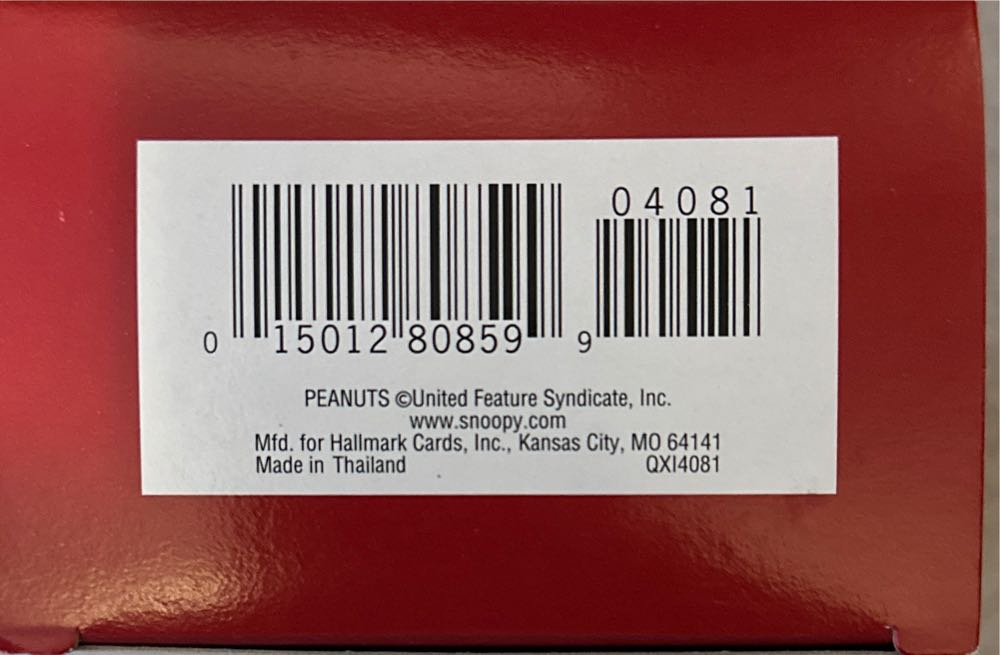 04081
0 15012 80859 9
PEANUTS ©United Feature Syndicate, Inc.
www.snoopy.com
Mfd. for Hallmark Cards, Inc., Kansas City, MO 64141
Made in Thailand QXI4081